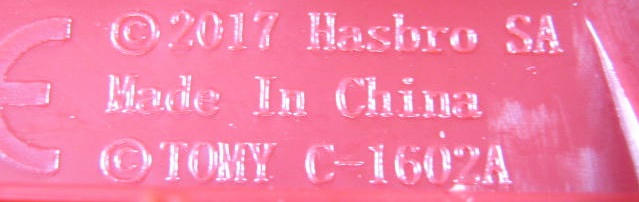 ©2017 Hasbro SA
Made In China
©TOMY C-1602A